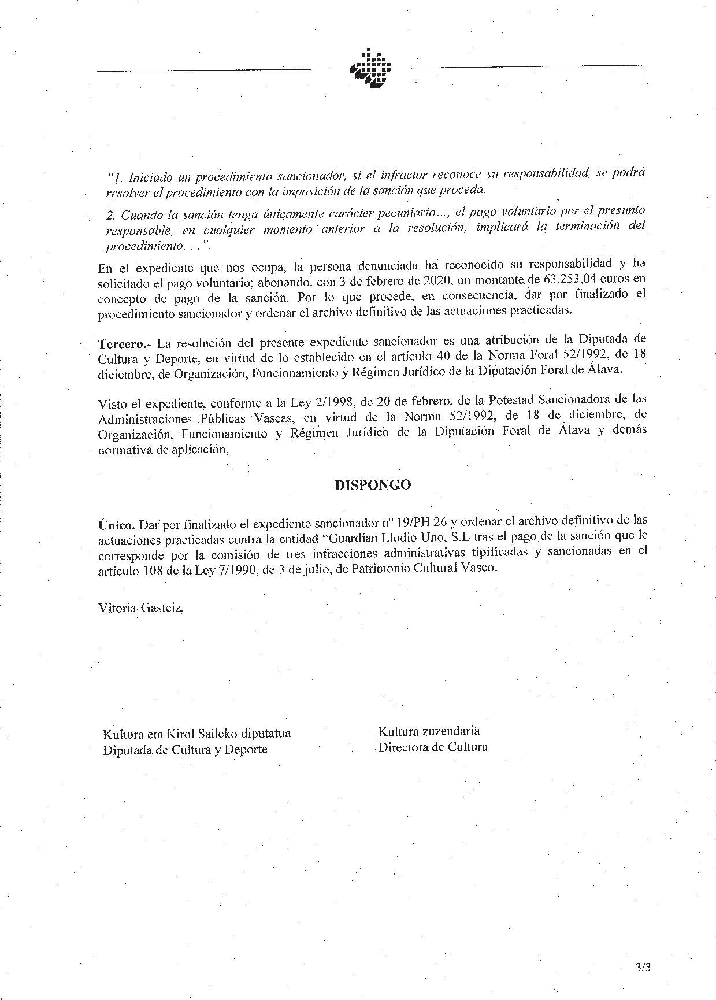 “1. Iniciado un procedimiento sancionador, si el infractor reconoce su responsabilidad, se podrá
resolver el procedimiento con la imposición de la sanción que proceda.
2. Cuando la sanción tenga únicamente carácter pecuniario..., el pago voluntario por el presunto
responsable, en cualquier momento anterior a la resolución, implicará la terminación del
procedimiento, ...”.
En el expediente que nos ocupa, la persona denunciada ha reconocido su responsabilidad y ha
solicitado el pago voluntario; abonando, con 3 de febrero de 2020, un montante de 63.253,04 euros en
concepto de pago de la sanción. Por lo que procede, en consecuencia, dar por finalizado el
procedimiento sancionador y ordenar el archivo definitivo de las actuaciones practicadas.
Tercero.- La resolución del presente expediente sancionador es una atribución de la Diputada de
Cultura y Deporte, en virtud de lo establecido en el artículo 40 de la Norma Foral 52/1992, de 18
diciembre, de Organización, Funcionamiento y Régimen Jurídico de la Diputación Foral de Álava.
Visto el expediente, conforme a la Ley 2/1998, de 20 de febrero, de la Potestad Sancionadora de las
Administraciones Públicas Vascas, en virtud de la Norma 52/1992, de 18 de diciembre, de
Organización, Funcionamiento y Régimen Jurídico de la Diputación Foral de Álava y demás
normativa de aplicación,
DISPONGO
Único. Dar por finalizado el expediente sancionador nº 19/PH 26 y ordenar el archivo definitivo de las
actuaciones practicadas contra la entidad “Guardian Llodio Uno, S.L tras el pago de la sanción que le
corresponde por la comisión de tres infracciones administrativas tipificadas y sancionadas en el
artículo 108 de la Ley 7/1990, de 3 de julio, de Patrimonio Cultural Vasco.
Vitoria-Gasteiz,
Kultura eta Kirol Saileko diputatua
Diputada de Cultura y Deporte
Kultura zuzendaria
Directora de Cultura
3/3